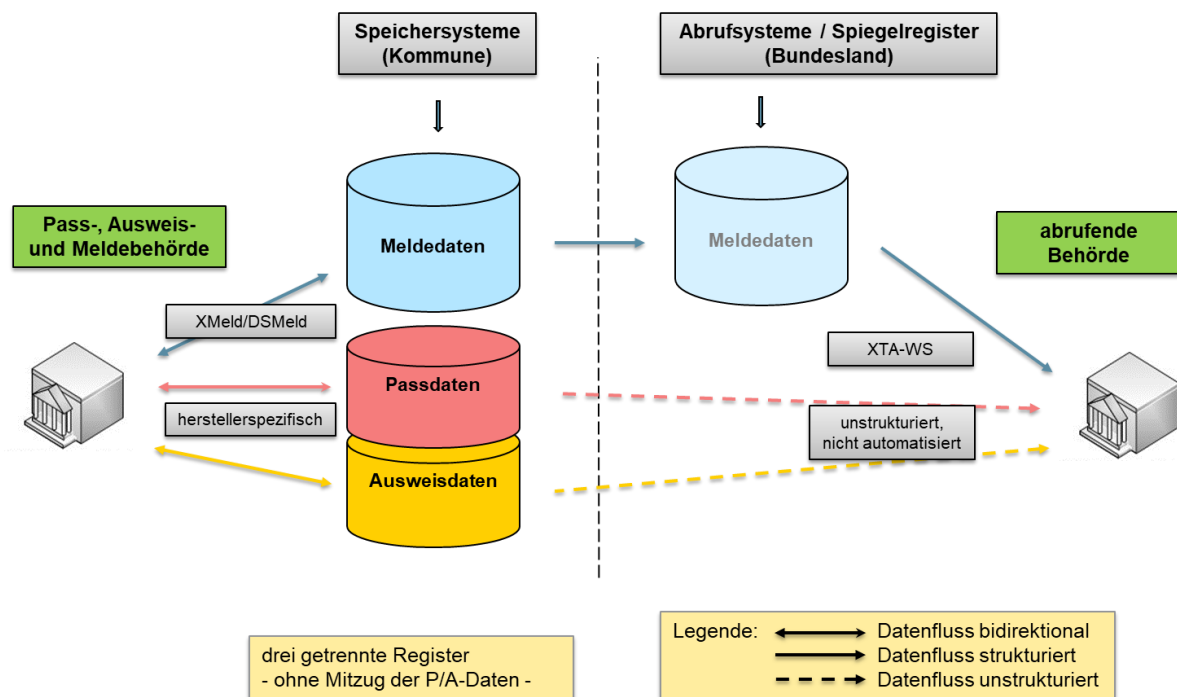 Speichersysteme
(Kommune)
Abrufsysteme / Spiegelregister
(Bundesland)
Pass-, Ausweis-
und Meldebehörde
Meldedaten
Meldedaten
abrufende
Behörde
XMeld/DSMeld
XTA-WS
Passdaten
herstellerspezifisch
unstrukturiert,
nicht automatisiert
Ausweisdaten
drei getrennte Register
- ohne Mitzug der P/A-Daten -
Legende:
Datenfluss bidirektional
Datenfluss strukturiert
Datenfluss unstrukturiert